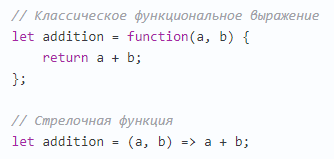 // Классическое функциональное выражение
let addition = function(a, b) {
    return a + b;
};
// Стрелочная функция
let addition = (a, b) => a + b;